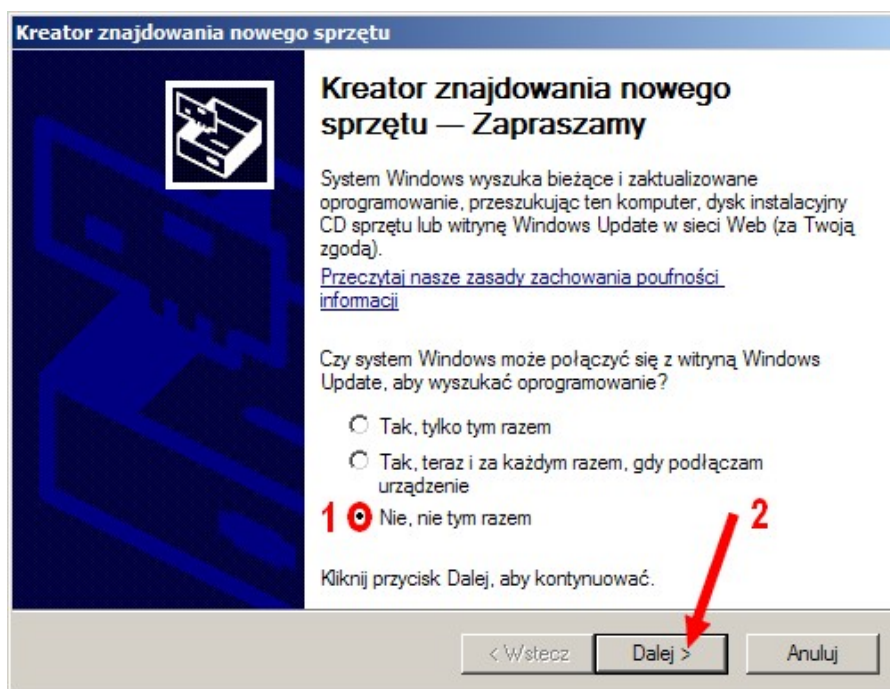 Kreator znajdowania nowego sprzętu
Kreator znajdowania nowego
sprzętu — Zapraszamy
System Windows wyszuka bieżące i zaktualizowane
oprogramowanie, przeszukując ten komputer, dysk instalacyjny
CD sprzętu lub witrynę Windows Update w sieci Web (za Twoją
zgodą).
Przeczytaj nasze zasady zachowania poufności
informacji
Czy system Windows może połączyć się z witryną Windows
Update, aby wyszukać oprogramowanie?
Tak, tylko tym razem
Tak, teraz i za każdym razem, gdy podłączam
urządzenie
1 Nie, nie tym razem
2
Kliknij przycisk Dalej, aby kontynuować.
< Wstecz Dalej > Anuluj